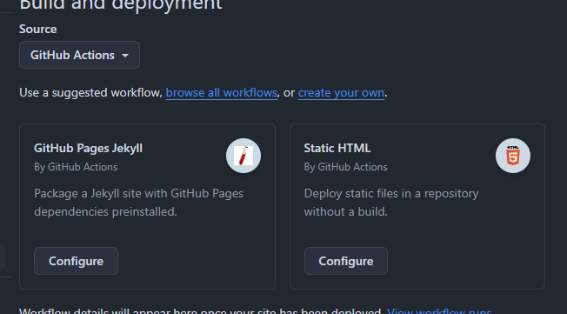 Build and deployment
Source
GitHub Actions
Use a suggested workflow, browse all workflows, or create your own.
GitHub Pages Jekyll
By GitHub Actions
Package a Jekyll site with GitHub Pages
dependencies preinstalled.
Configure
Static HTML
By GitHub Actions
Deploy static files in a repository
without a build.
Configure
HTML
5
Workflow details will appear here once your site has been deployed. View workflow runs.